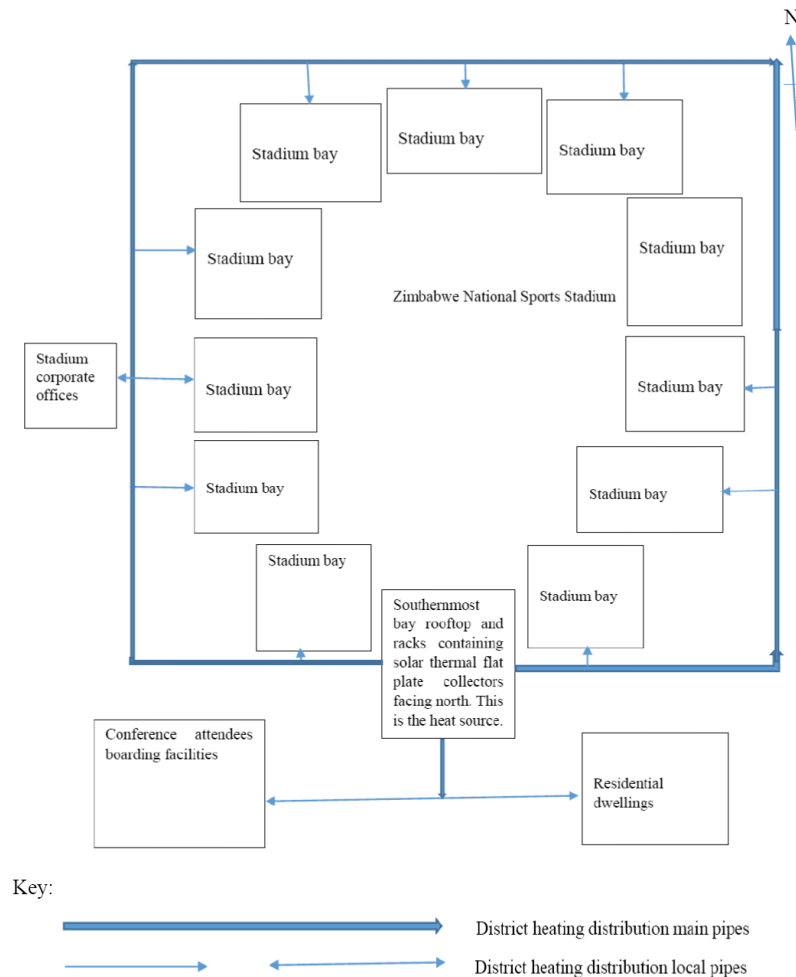 N
Stadium bay
Stadium bay
Stadium bay
Stadium bay
Stadium bay
Zimbabwe National Sports Stadium
Stadium
corporate
offices
Stadium bay
Stadium bay
Stadium bay
Stadium bay
Stadium bay
Stadium bay
Southernmost
bay rooftop and
racks containing
solar thermal flat
plate collectors
facing north. This
is the heat source.
Conference attendees
boarding facilities
Residential
dwellings
Key:
District heating distribution main pipes
District heating distribution local pipes